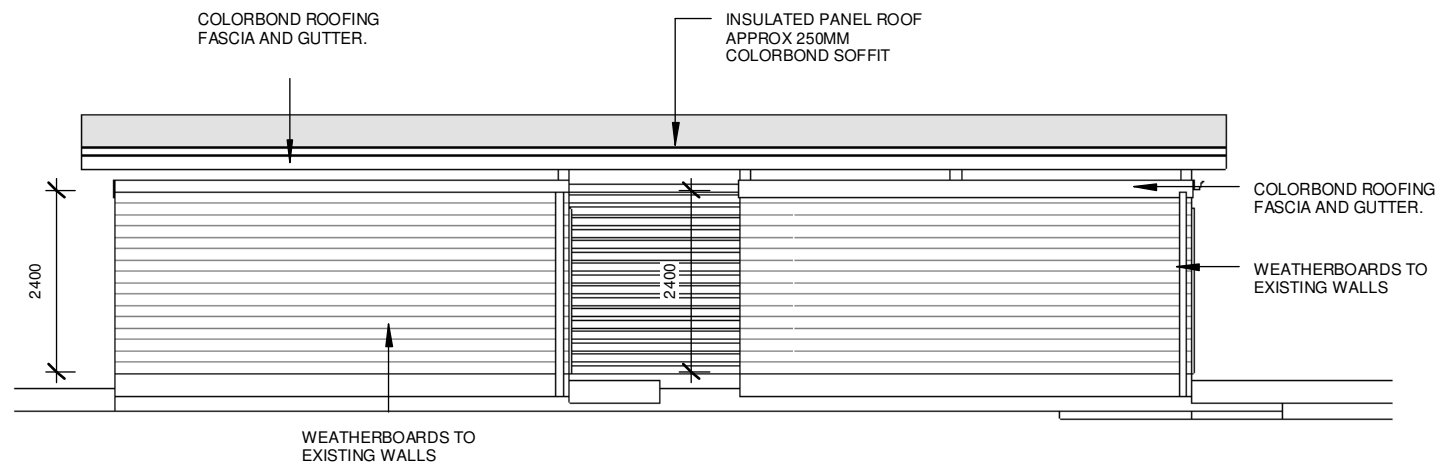 COLORBOND ROOFING
FASCIA AND GUTTER.
INSULATED PANEL ROOF
APPROX 250MM
COLORBOND SOFFIT
COLORBOND ROOFING
FASCIA AND GUTTER.
2400
2400
WEATHERBOARDS TO
EXISTING WALLS
WEATHERBOARDS TO
EXISTING WALLS